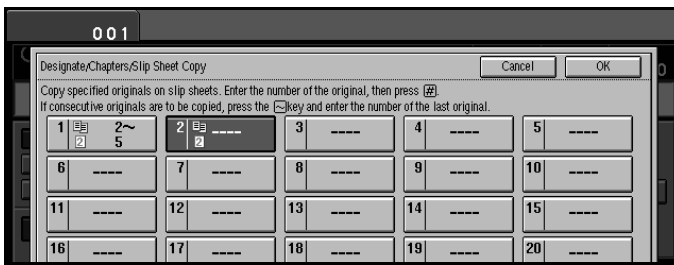 001
Designate/Chapters/Slip Sheet Copy Cancel OK
Copy specified originals on slip sheets. Enter the number of the original, then press #.
If consecutive originals are to be copied, press the ~ key and enter the number of the last original.
1 2~ 2 ---- 3 ---- 4 ---- 5 ----
2 5 2
6 ---- 7 ---- 8 ---- 9 ---- 10 ----
11 ---- 12 ---- 13 ---- 14 ---- 15 ----
16 ---- 17 ---- 18 ---- 19 ---- 20 ----
0